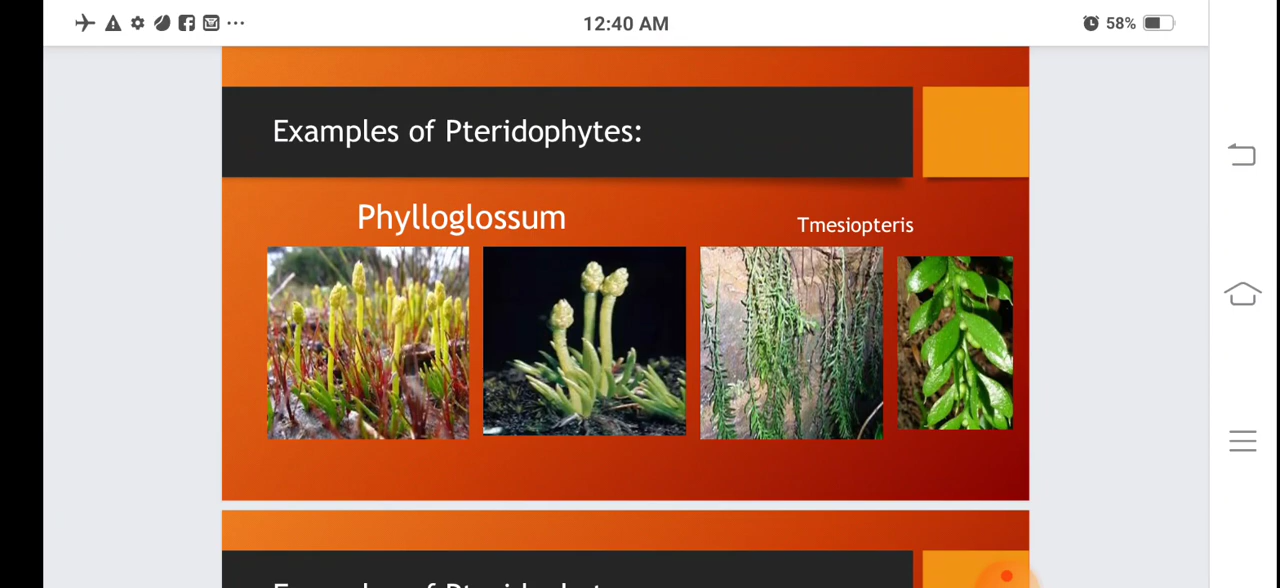 12:40 AM
58%
Examples of Pteridophytes:
Phylloglossum
Tmesiopteris